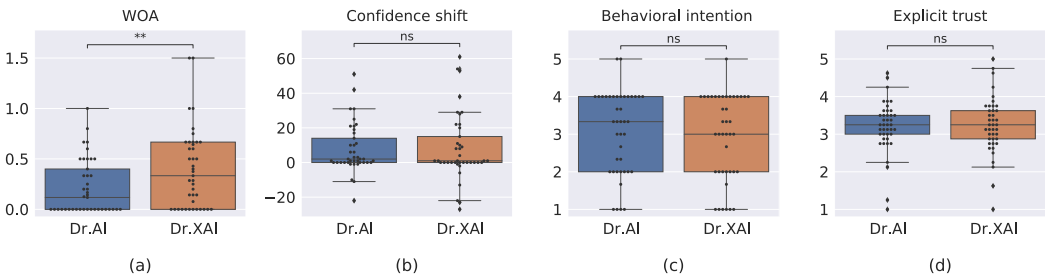 WOA
**
1.5
1.0
0.5
0.0
Dr.AI
Dr.XAI
(a)
Confidence shift
ns
60
40
20
0
−20
Dr.AI
Dr.XAI
(b)
Behavioral intention
ns
5
4
3
2
1
Dr.AI
Dr.XAI
(c)
Explicit trust
ns
5
4
3
2
1
Dr.AI
Dr.XAI
(d)